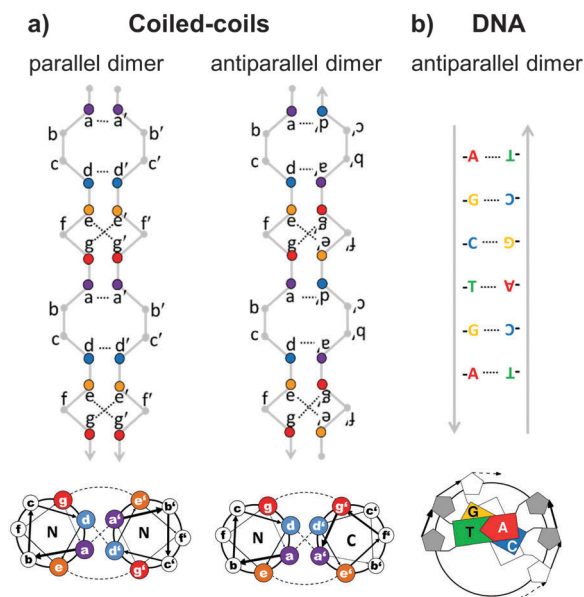 a) Coiled-coils
parallel dimer
a ..... a′
b b′
c c′
d ..... d′
e e′
f f′
g g′
a ..... a′
b b′
c c′
d ..... d′
e e′
f f′
g g′
antiparallel dimer
a ..... d'
b c'
c b'
d ..... a'
e g'
f f'
g e'
a ..... d'
b c'
c b'
d ..... a'
e g'
f f'
g e'
b) DNA
antiparallel dimer
-A ..... T-
-G ..... C-
-C ..... G-
-T ..... A-
-G ..... C-
-A ..... T-
c g e' b'
d a'
f N N f'
a d'
b e g' c'
c g g' c'
d d'
f N C f'
a a'
b e e' b'
G
T A
C